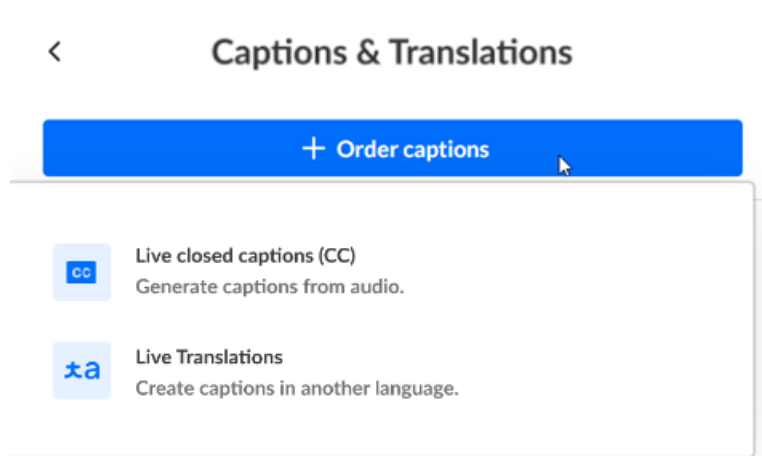 Captions & Translations
+ Order captions
CC
Live closed captions (CC)
Generate captions from audio.
Live Translations
Create captions in another language.